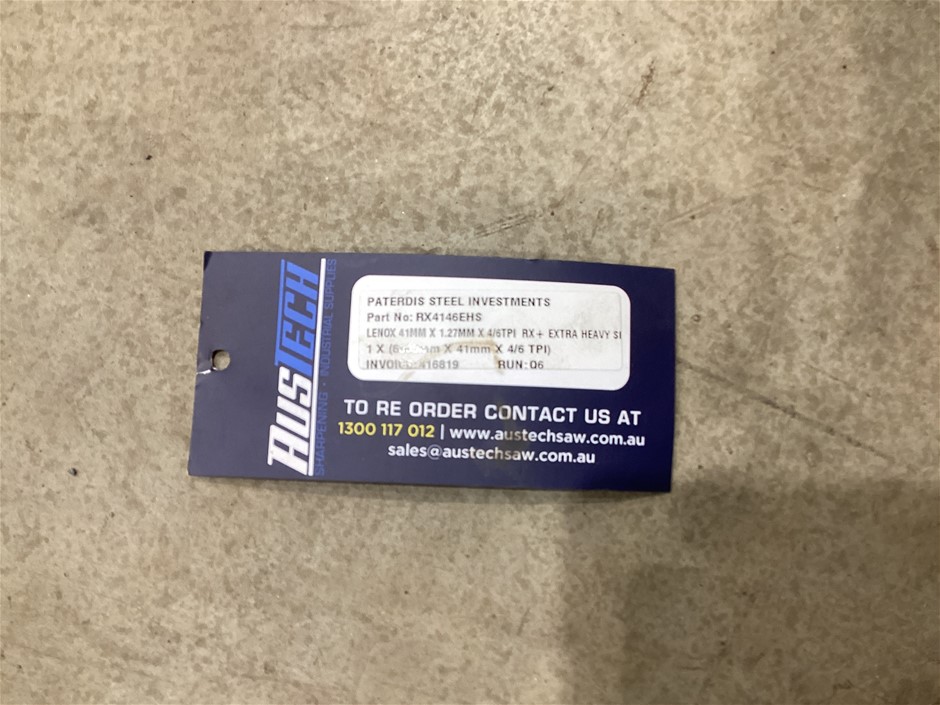 AUSTECH
SHARPENING • INDUSTRIAL SUPPLIES
PATERDIS STEEL INVESTMENTS
Part No: RX4146EHS
LENOX 41MM X 1.27MM X 4/6TPI RX+ EXTRA HEAVY
1 X X 41mm X 4/6 TPI)
RUN: Q6
TO RE ORDER CONTACT US AT
1300 117 012 | www.austechsaw.com.au
sales@austechsaw.com.au